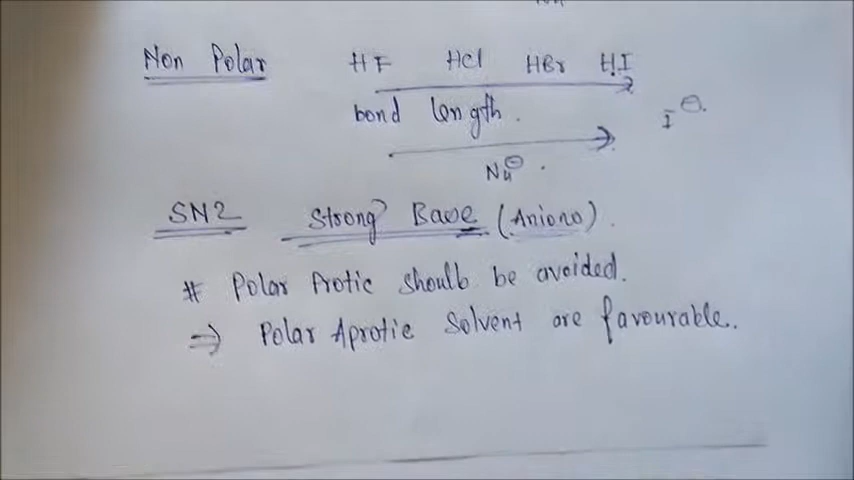 Non Polar HF HCl HBr HI
bond length. I⊖.
Nu⊖.
SN2 Strong Base (Anions).
# Polar Protic should be avoided.
⇒ Polar Aprotic Solvent are favourable.